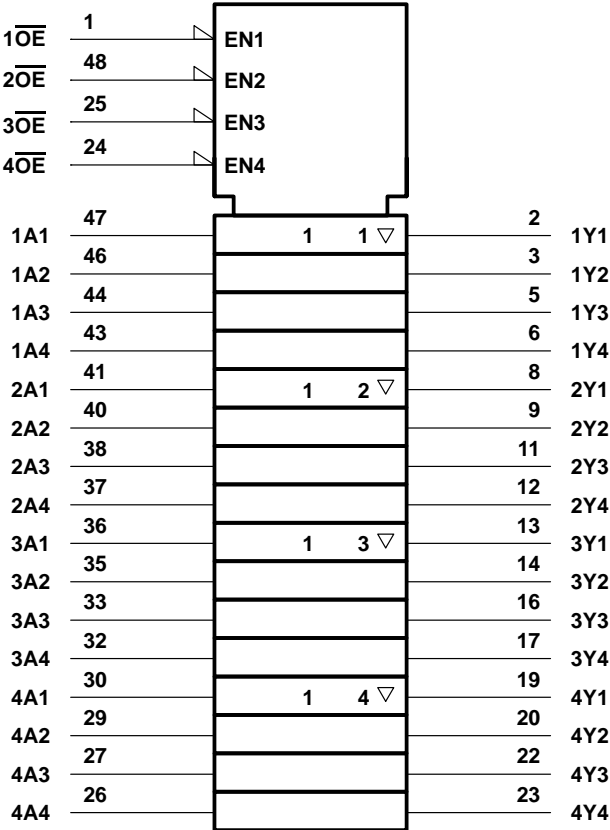 1O̅E̅ 1 EN1
2O̅E̅ 48 EN2
3O̅E̅ 25 EN3
4O̅E̅ 24 EN4
1A1 47 1 1 ▽ 2 1Y1
1A2 46 3 1Y2
1A3 44 5 1Y3
1A4 43 6 1Y4
2A1 41 1 2 ▽ 8 2Y1
2A2 40 9 2Y2
2A3 38 11 2Y3
2A4 37 12 2Y4
3A1 36 1 3 ▽ 13 3Y1
3A2 35 14 3Y2
3A3 33 16 3Y3
3A4 32 17 3Y4
4A1 30 1 4 ▽ 19 4Y1
4A2 29 20 4Y2
4A3 27 22 4Y3
4A4 26 23 4Y4